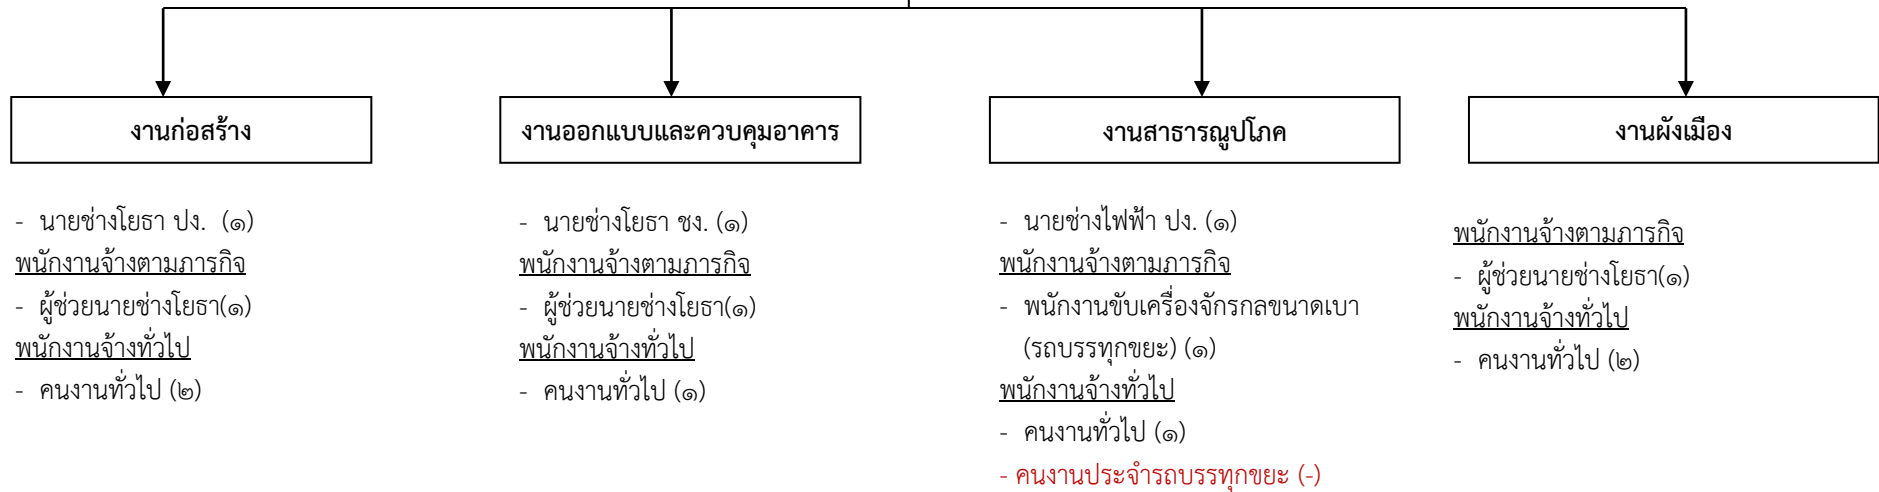 งานก่อสร้าง
- นายช่างโยธา ปง. (๑)
พนักงานจ้างตามภารกิจ
- ผู้ช่วยนายช่างโยธา(๑)
พนักงานจ้างทั่วไป
- คนงานทั่วไป (๒)
งานออกแบบและควบคุมอาคาร
- นายช่างโยธา ชง. (๑)
พนักงานจ้างตามภารกิจ
- ผู้ช่วยนายช่างโยธา(๑)
พนักงานจ้างทั่วไป
- คนงานทั่วไป (๑)
งานสาธารณูปโภค
- นายช่างไฟฟ้า ปง. (๑)
พนักงานจ้างตามภารกิจ
- พนักงานขับเครื่องจักรกลขนาดเบา
(รถบรรทุกขยะ) (๑)
พนักงานจ้างทั่วไป
- คนงานทั่วไป (๑)
- คนงานประจำรถบรรทุกขยะ (-)
งานผังเมือง
พนักงานจ้างตามภารกิจ
- ผู้ช่วยนายช่างโยธา(๑)
พนักงานจ้างทั่วไป
- คนงานทั่วไป (๒)